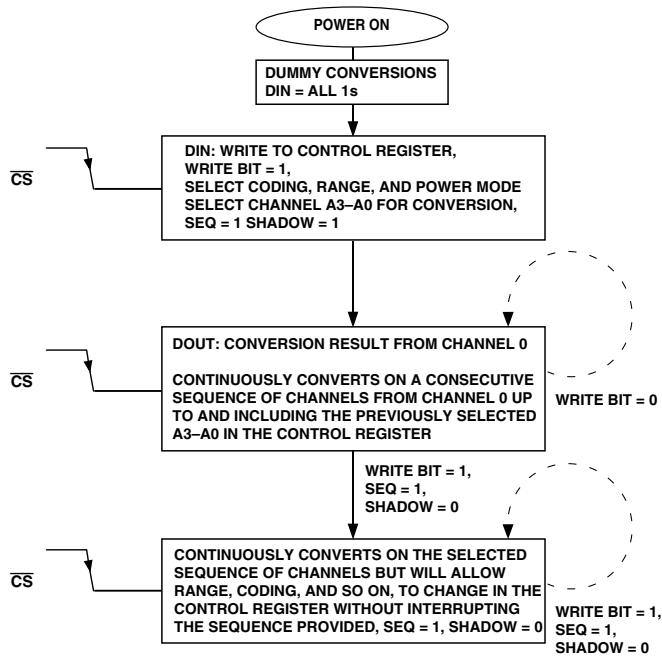 POWER ON
DUMMY CONVERSIONS
DIN = ALL 1s
CS
DIN: WRITE TO CONTROL REGISTER,
WRITE BIT = 1,
SELECT CODING, RANGE, AND POWER MODE
SELECT CHANNEL A3–A0 FOR CONVERSION,
SEQ = 1 SHADOW = 1
CS
DOUT: CONVERSION RESULT FROM CHANNEL 0
CONTINUOUSLY CONVERTS ON A CONSECUTIVE
SEQUENCE OF CHANNELS FROM CHANNEL 0 UP
TO AND INCLUDING THE PREVIOUSLY SELECTED
A3–A0 IN THE CONTROL REGISTER
WRITE BIT = 0
WRITE BIT = 1,
SEQ = 1,
SHADOW = 0
CS
CONTINUOUSLY CONVERTS ON THE SELECTED
SEQUENCE OF CHANNELS BUT WILL ALLOW
RANGE, CODING, AND SO ON, TO CHANGE IN THE
CONTROL REGISTER WITHOUT INTERRUPTING
THE SEQUENCE PROVIDED, SEQ = 1, SHADOW = 0
WRITE BIT = 1,
SEQ = 1,
SHADOW = 0